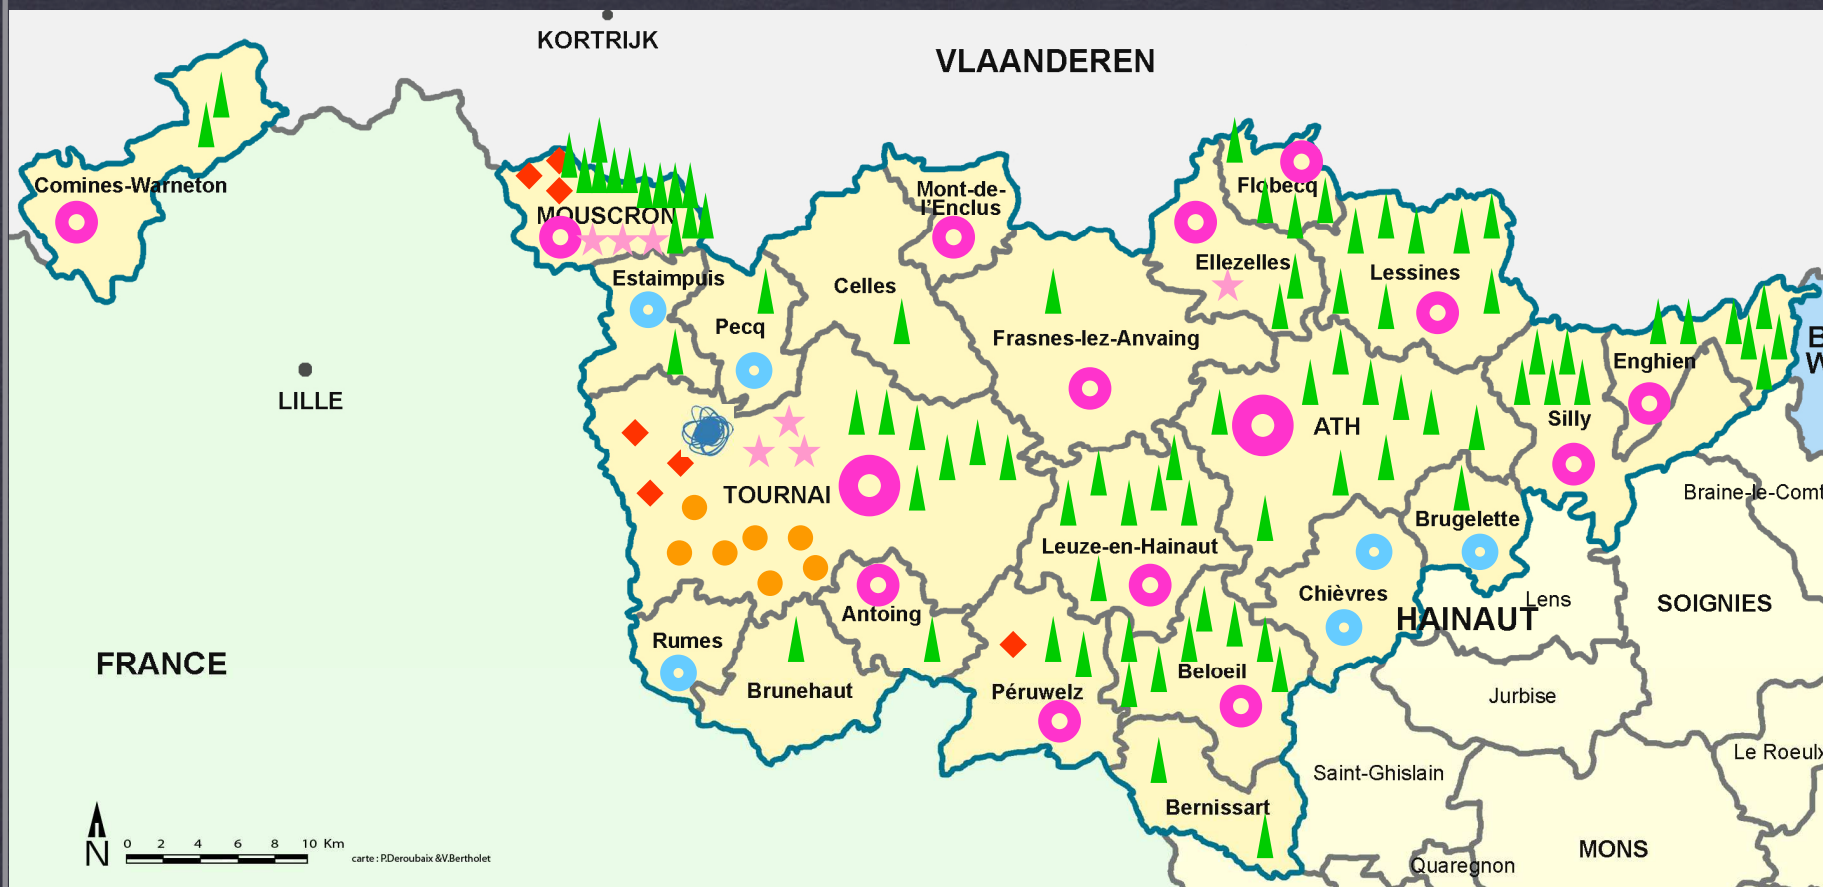 KORTRIJK
VLAANDEREN
Comines-Warneton
MOUSCRON
Mont-de-
l'Enclus
Flobecq
Estaimpuis
Celles
Ellezelles
Lessines
Pecq
Frasnes-lez-Anvaing
Enghien
LILLE
ATH
Silly
TOURNAI
Braine-le-Comt
Brugelette
Leuze-en-Hainaut
Chièvres
Lens
SOIGNIES
HAINAUT
Antoing
Rumes
FRANCE
Beloeil
Brunehaut
Péruwelz
Jurbise
Le Roeulx
Saint-Ghislain
Bernissart
MONS
Quaregnon
N
0 2 4 6 8 10 Km
carte : P.Deroubaix &V.Bertholet